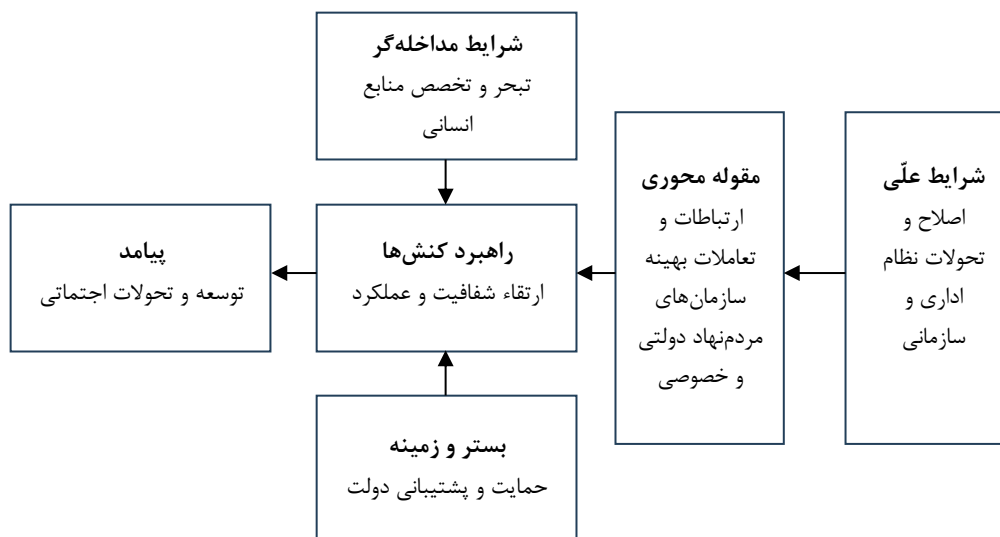 شرایط مداخله‌گر
تبحر و تخصص منابع
انسانی
شرایط علّی
اصلاح و
تحولات نظام
اداری و
سازمانی
مقوله محوری
ارتباطات و
تعاملات بهینه
سازمان‌های
مردم‌نهاد دولتی
و خصوصی
راهبرد کنش‌ها
ارتقاء شفافیت و عملکرد
پیامد
توسعه و تحولات اجتماتی
بستر و زمینه
حمایت و پشتیبانی دولت